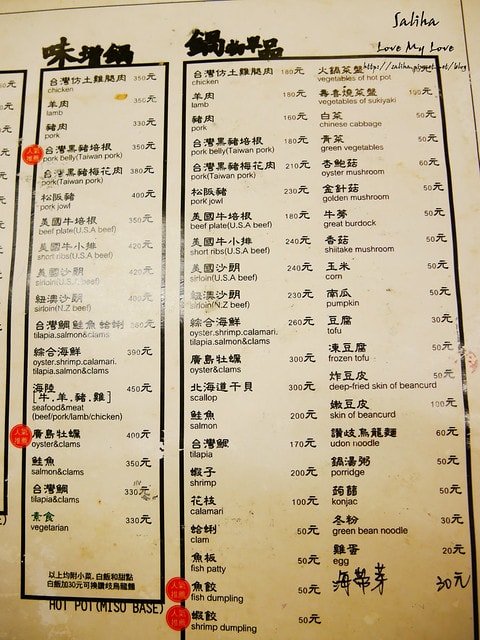 Saliha
Love My Love
味噌鍋
台灣仿土雞腿肉 350元
chicken
羊肉 350元
lamb
豬肉 330元
pork
人氣推薦
台灣黑豬培根 350元
pork belly(Taiwan pork)
台灣黑豬梅花肉 380元
pork(Taiwan pork)
松阪豬 400元
pork jowl
美國牛培根 350元
beef plate(U.S.A beef)
美國牛小排 420元
short ribs(U.S.A beef)
美國沙朗 420元
sirloin(U.S.A beef)
紐澳沙朗 400元
sirloin(N.Z beef)
台灣鯛 鮭魚 蛤蜊 360元
tilapia.salmon&clams
綜合海鮮 390元
oyster.shrimp.calamari.
tilapia.salmon&clams
海陸 450元
[牛.羊.豬.雞]
seafood&meat
(beef/pork/lamb/chicken)
人氣推薦
廣島牡蠣 400元
oyster&clams
鮭魚 350元
salmon&clams
台灣鯛 330元
tilapia&clams
素食 330元
vegetarian
以上均附小菜，白飯和甜點
白飯加30元可換讚岐烏龍麵
HOT POT(MISO BASE)
鍋物單品
台灣仿土雞腿肉 180元
chicken
羊肉 180元
lamb
豬肉 160元
pork
台灣黑豬培根 180元
pork belly(Taiwan pork)
台灣黑豬梅花肉 210元
pork(Taiwan pork)
松阪豬 230元
pork jowl
美國牛培根 180元
beef plate(U.S.A beef)
美國牛小排 240元
short ribs(U.S.A beef)
美國沙朗 240元
sirloin(U.S.A beef)
紐澳沙朗 230元
sirloin(N.Z beef)
綜合海鮮 260元
oyster.shrimp.calamari.
tilapia.salmon&clams
廣島牡蠣 300元
oyster&clams
北海道干貝 300元
scallop
鮭魚 200元
salmon
台灣鯛 170元
tilapia
蝦子 200元
shrimp
花枝 100元
calamari
蛤蜊 50元
clam
魚板 50元
fish patty
人氣推薦
魚餃 50元
fish dumpling
人氣推薦
蝦餃 50元
shrimp dumpling
火鍋菜盤
vegetables of hot pot
壽喜燒菜盤
vegetables of sukiyaki
白菜 50元
chinese cabbage
青菜 50元
green vegetables
杏鮑菇 60元
oyster mushroom
金針菇 50元
golden mushroom
牛蒡 50元
great burdock
香菇 50元
shiitake mushroom
玉米 50元
corn
南瓜 50元
pumpkin
豆腐 30元
tofu
凍豆腐 50元
frozen tofu
炸豆皮 50元
deep-fried skin of beancurd
嫩豆皮 100元
skin of beancurd
讚岐烏龍麵 60元
udon noodle
鍋湯粥 50元
porridge
蒟蒻 50元
konjac
冬粉 30元
green bean noodle
雞蛋 20元
egg
海帶芽 30元